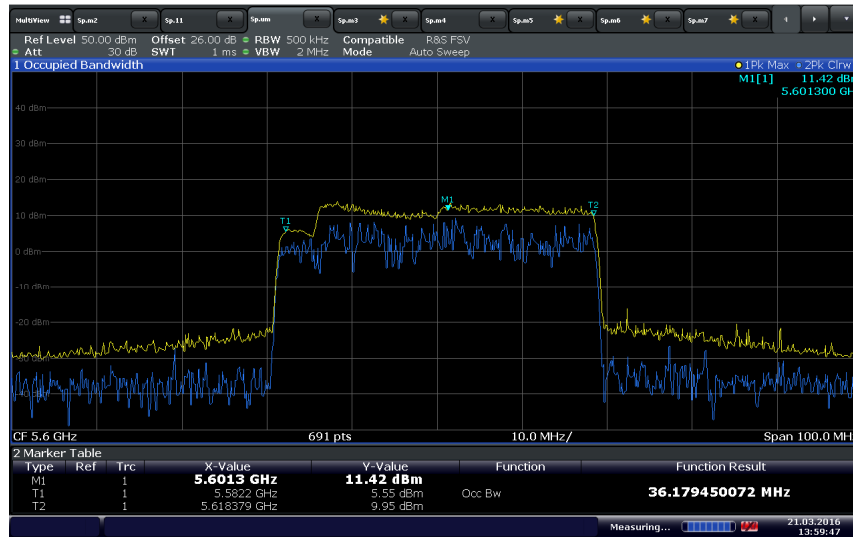 MultiView Sp.m2 x Sp.11 x Sp.um x Sp.m3 x Sp.m4 x Sp.m5 x Sp.m6 x Sp.m7 x
Ref Level 50.00 dBm Offset 26.00 dB RBW 500 kHz Compatible R&S FSV
Att 30 dB SWT 1 ms VBW 2 MHz Mode Auto Sweep
1 Occupied Bandwidth 1Pk Max 2Pk Clrw
M1[1] 11.42 dB
5.601300 GH
40 dBm
30 dBm
20 dBm
M1
T1 T2
10 dBm
0 dBm
-10 dBm
-20 dBm
CF 5.6 GHz 691 pts 10.0 MHz/ Span 100.0 MH
2 Marker Table
Type Ref Trc X-Value Y-Value Function Function Result
M1 1 5.6013 GHz 11.42 dBm
T1 1 5.5822 GHz 5.55 dBm Occ Bw 36.179450072 MHz
T2 1 5.618379 GHz 9.95 dBm
Measuring... 21.03.2016
13:59:47